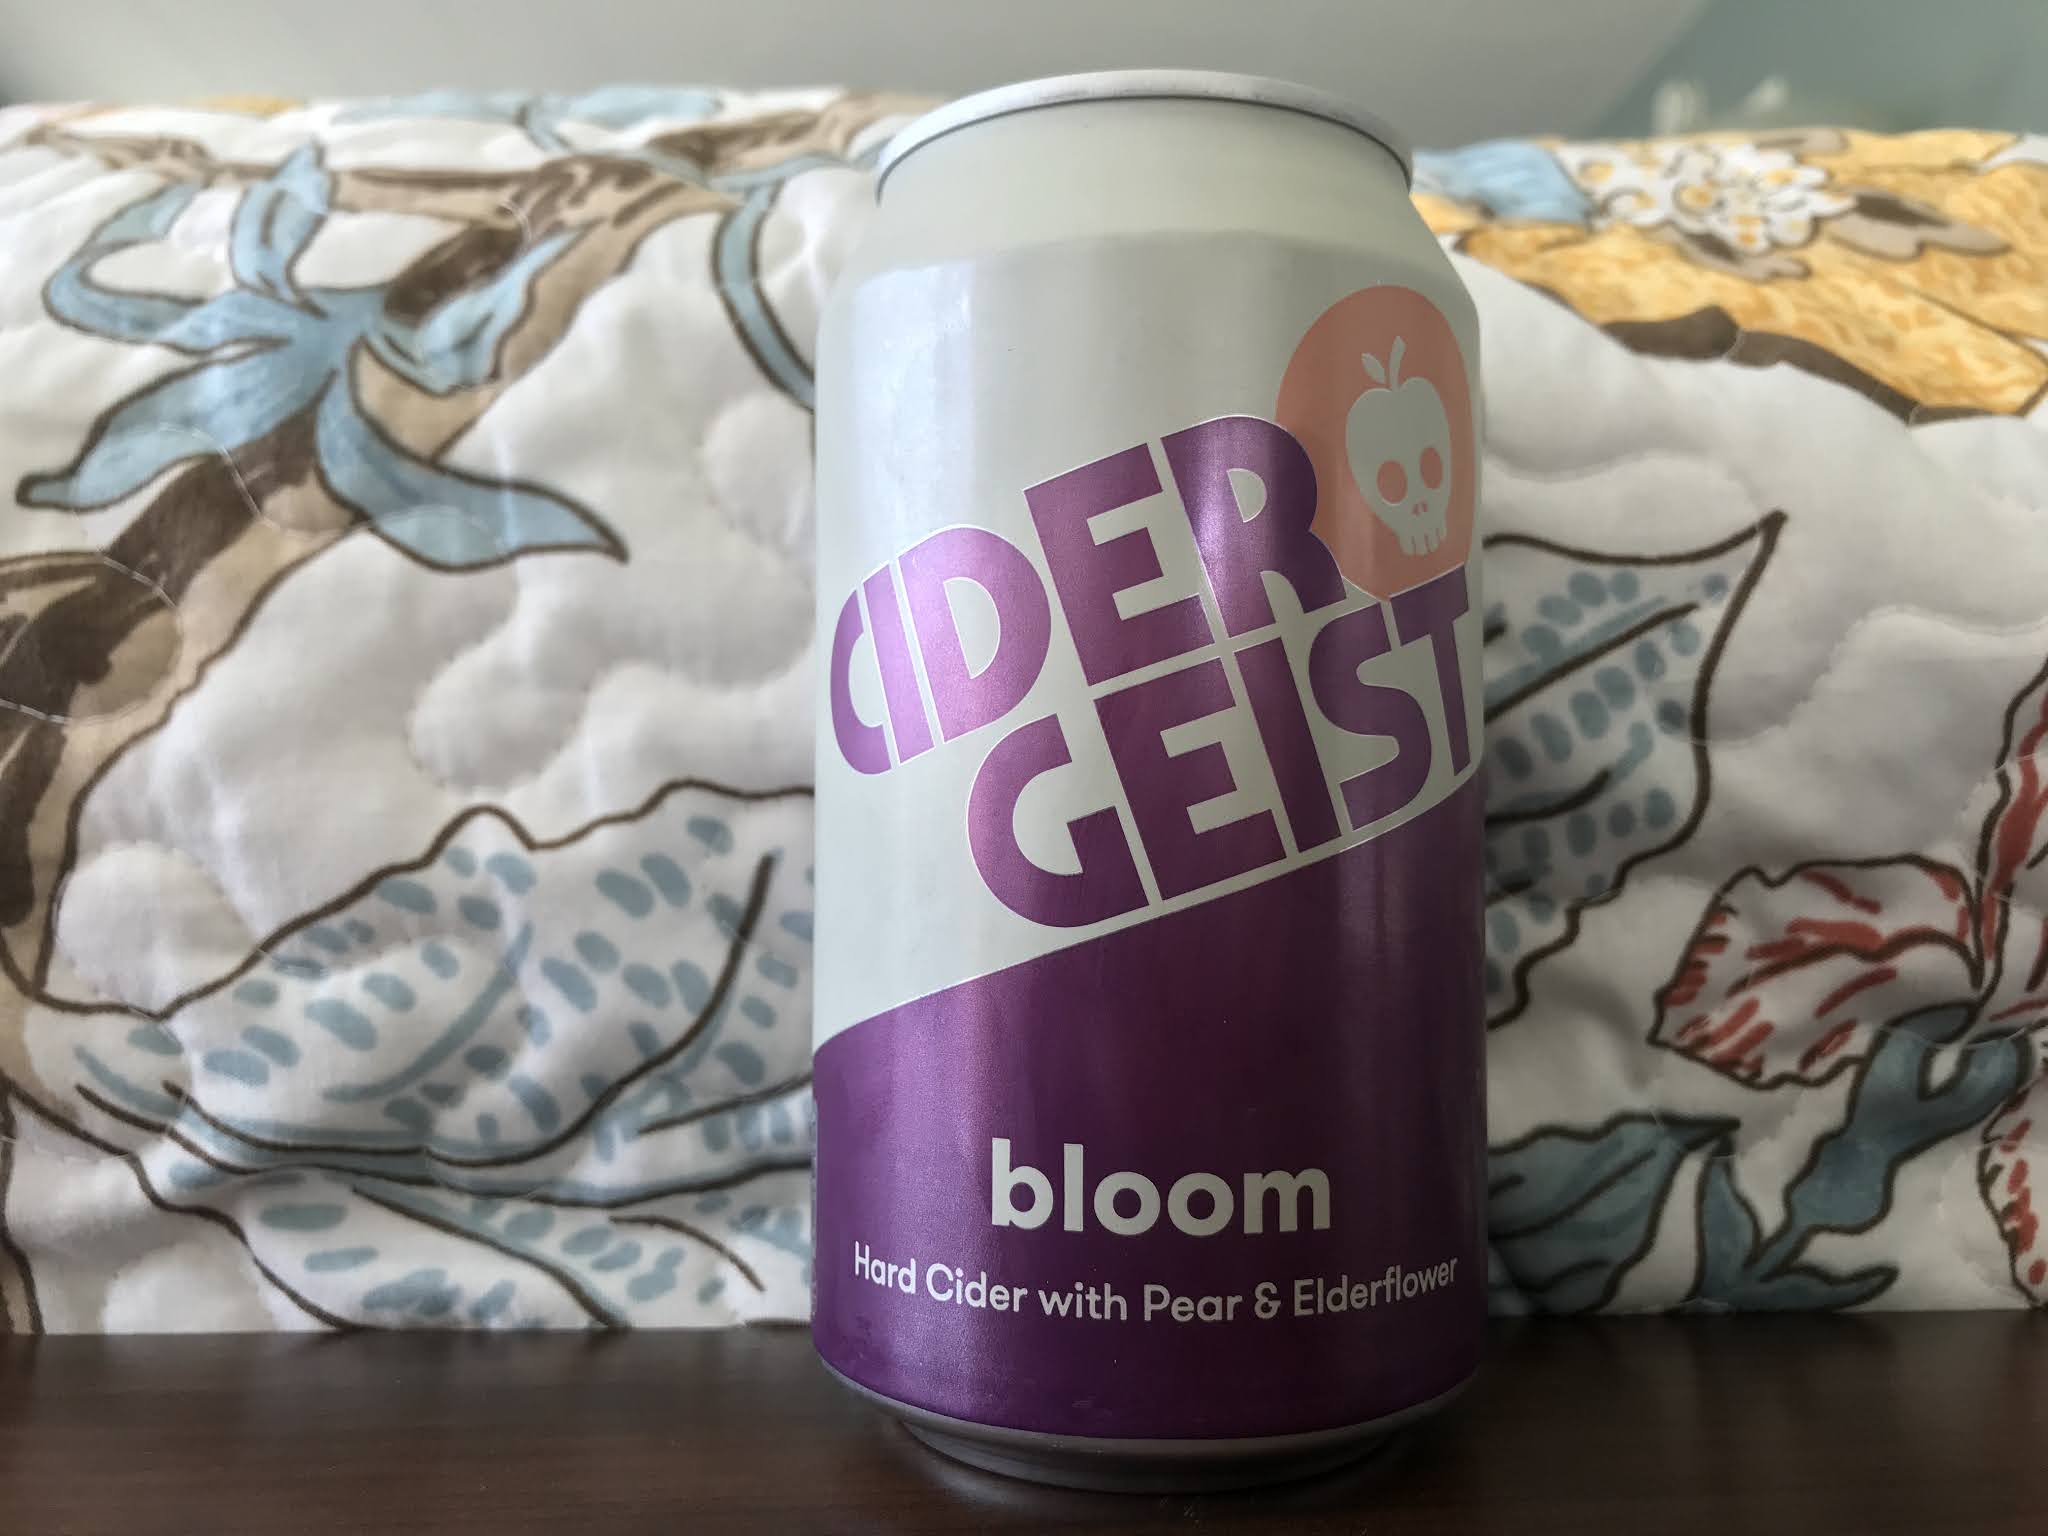 CIDER
GEIST
bloom
Hard Cider with Pear & Elderflower